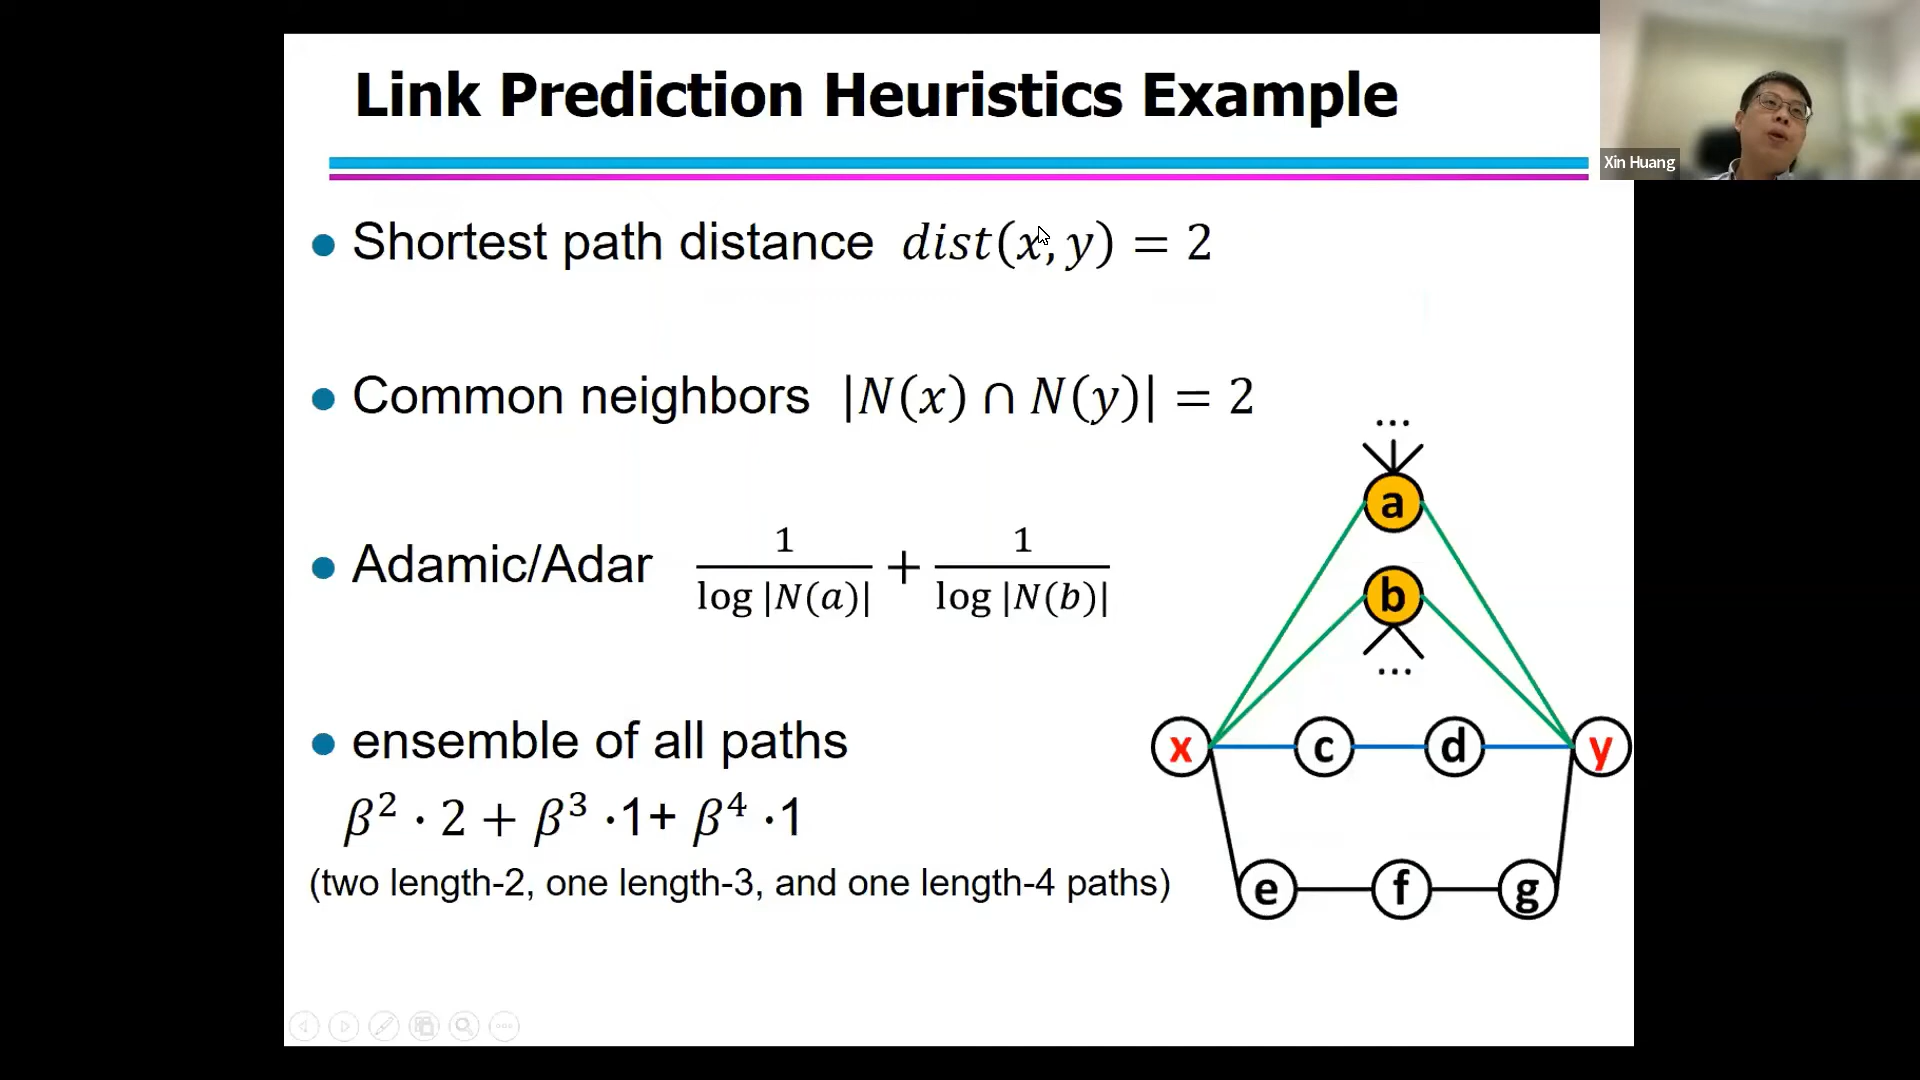 Link Prediction Heuristics Example
Xin Huang
● Shortest path distance dist(x, y) = 2
● Common neighbors |N(x) ∩ N(y)| = 2
● Adamic/Adar 1/log |N(a)| + 1/log |N(b)|
● ensemble of all paths
β² · 2 + β³ ·1+ β⁴ ·1
(two length-2, one length-3, and one length-4 paths)
...
a
b
...
x c d y
e f g